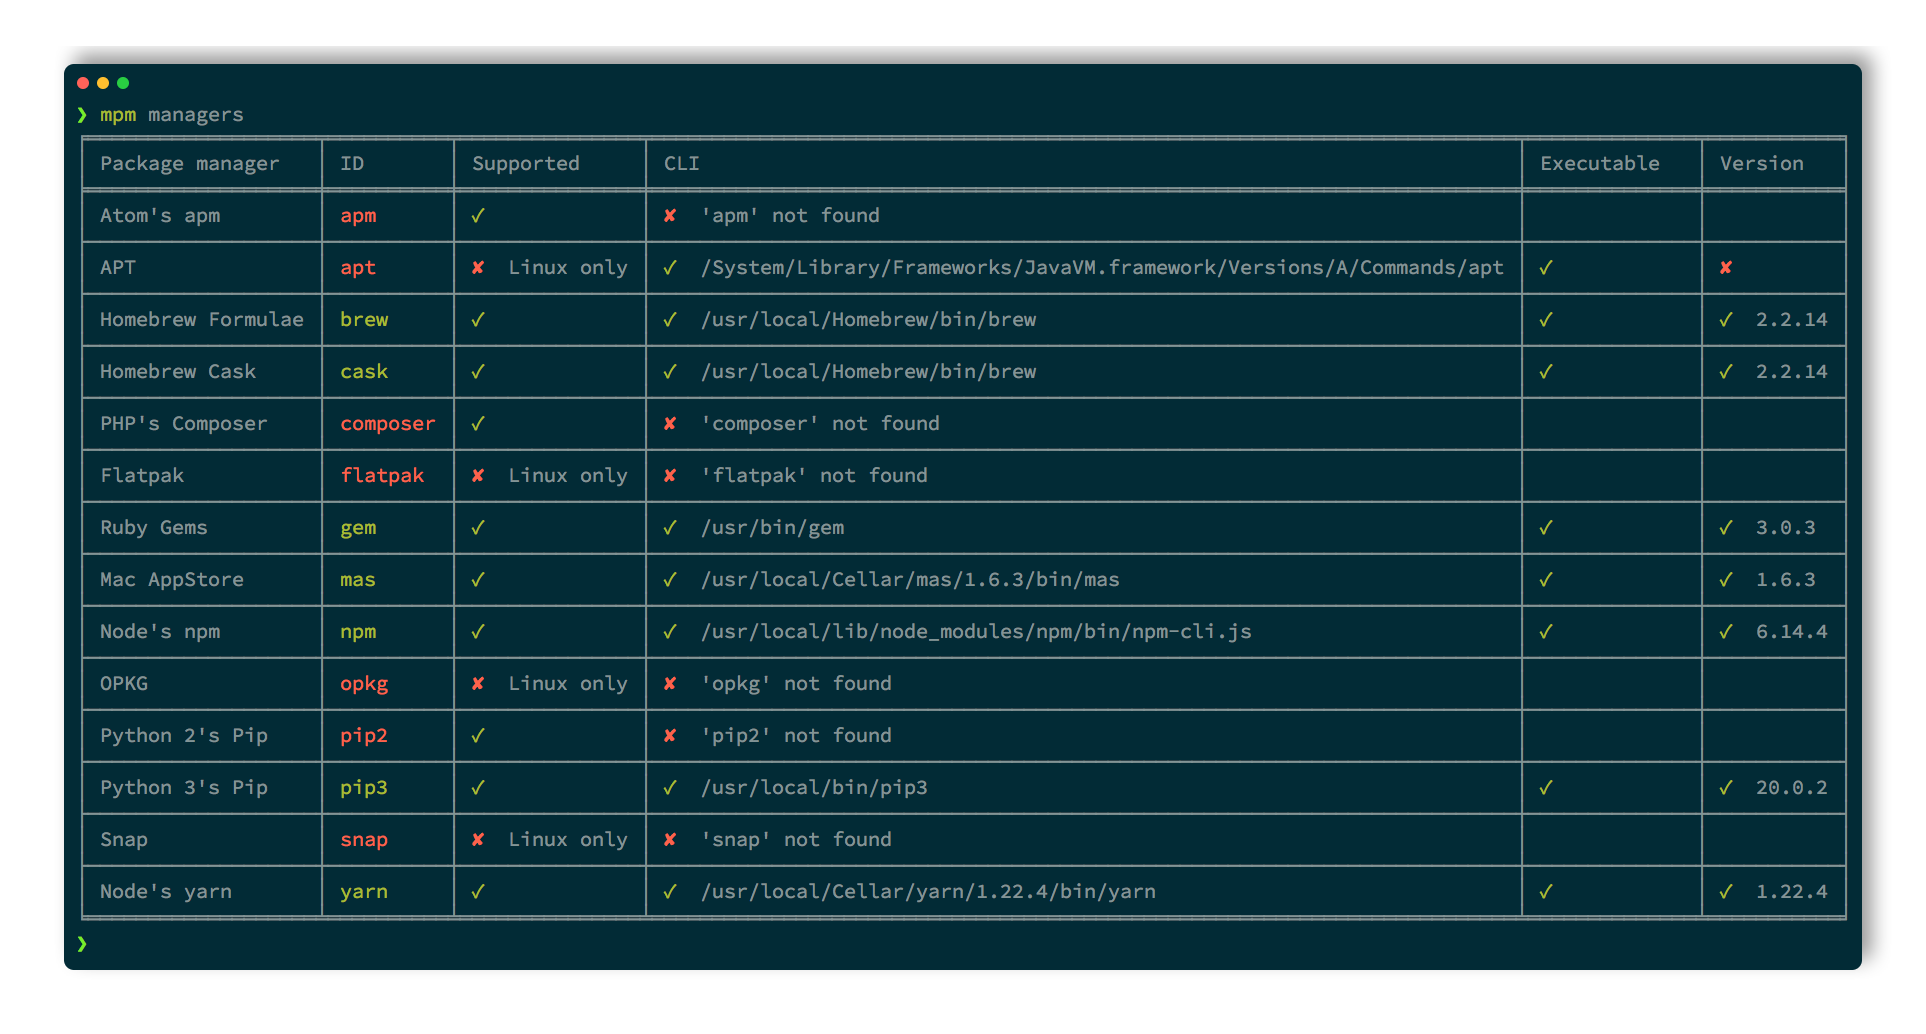 ❯ mpm managers
Package manager ID Supported CLI Executable Version
Atom's apm apm ✓ ✘ 'apm' not found
APT apt ✘ Linux only ✓ /System/Library/Frameworks/JavaVM.framework/Versions/A/Commands/apt ✓ ✘
Homebrew Formulae brew ✓ ✓ /usr/local/Homebrew/bin/brew ✓ ✓ 2.2.14
Homebrew Cask cask ✓ ✓ /usr/local/Homebrew/bin/brew ✓ ✓ 2.2.14
PHP's Composer composer ✓ ✘ 'composer' not found
Flatpak flatpak ✘ Linux only ✘ 'flatpak' not found
Ruby Gems gem ✓ ✓ /usr/bin/gem ✓ ✓ 3.0.3
Mac AppStore mas ✓ ✓ /usr/local/Cellar/mas/1.6.3/bin/mas ✓ ✓ 1.6.3
Node's npm npm ✓ ✓ /usr/local/lib/node_modules/npm/bin/npm-cli.js ✓ ✓ 6.14.4
OPKG opkg ✘ Linux only ✘ 'opkg' not found
Python 2's Pip pip2 ✓ ✘ 'pip2' not found
Python 3's Pip pip3 ✓ ✓ /usr/local/bin/pip3 ✓ ✓ 20.0.2
Snap snap ✘ Linux only ✘ 'snap' not found
Node's yarn yarn ✓ ✓ /usr/local/Cellar/yarn/1.22.4/bin/yarn ✓ ✓ 1.22.4
❯